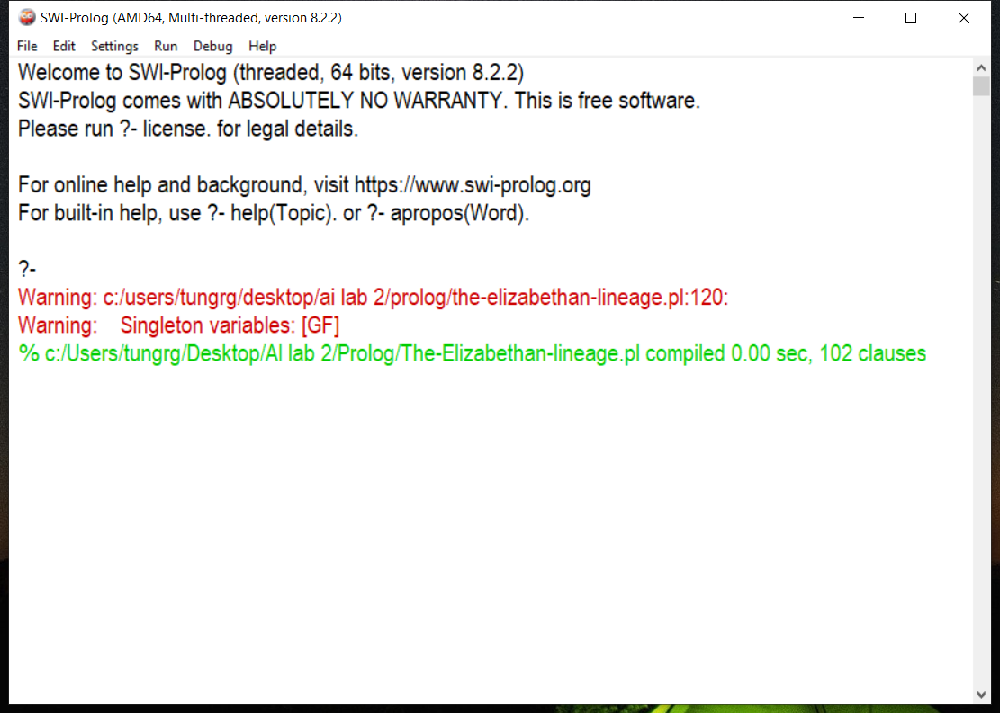 SWI-Prolog (AMD64, Multi-threaded, version 8.2.2)
File Edit Settings Run Debug Help
Welcome to SWI-Prolog (threaded, 64 bits, version 8.2.2)
SWI-Prolog comes with ABSOLUTELY NO WARRANTY. This is free software.
Please run ?- license. for legal details.
For online help and background, visit https://www.swi-prolog.org
For built-in help, use ?- help(Topic). or ?- apropos(Word).
?-
Warning: c:/users/tungrg/desktop/ai lab 2/prolog/the-elizabethan-lineage.pl:120:
Warning:    Singleton variables: [GF]
% c:/Users/tungrg/Desktop/AI lab 2/Prolog/The-Elizabethan-lineage.pl compiled 0.00 sec, 102 clauses